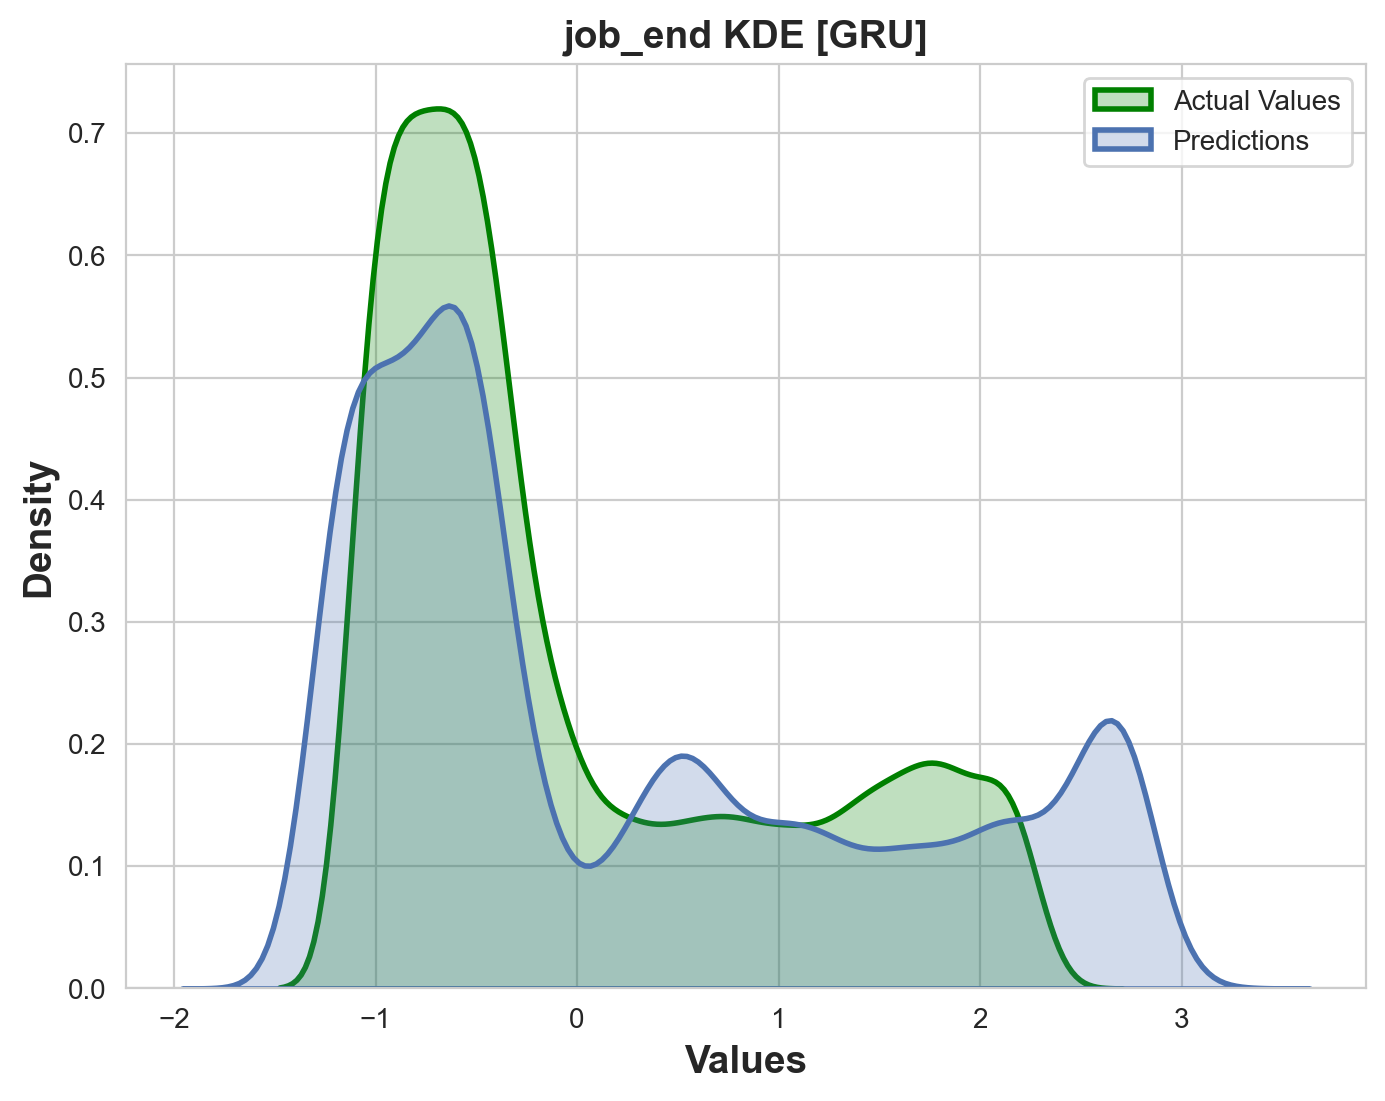 job_end KDE [GRU]
Actual Values
Predictions
Density
0.7
0.6
0.5
0.4
0.3
0.2
0.1
0.0
−2 −1 0 1 2 3
Values